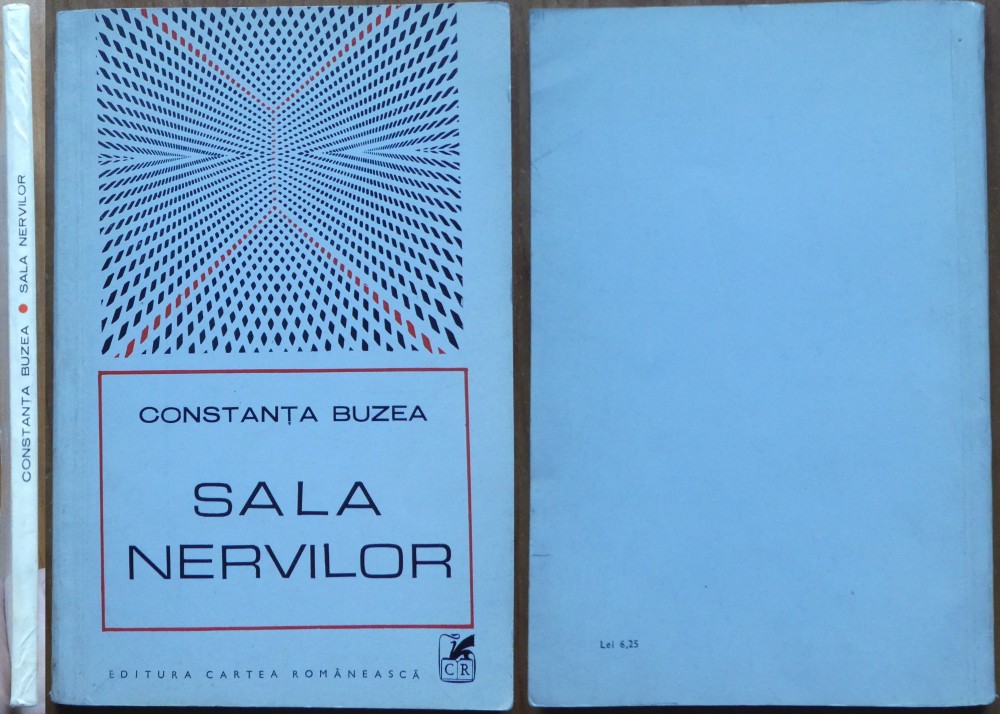 CONSTANȚA BUZEA • SALA NERVILOR
CONSTANȚA BUZEA
SALA
NERVILOR
EDITURA CARTEA ROMÂNEASCĂ
CR
Lei 6,25